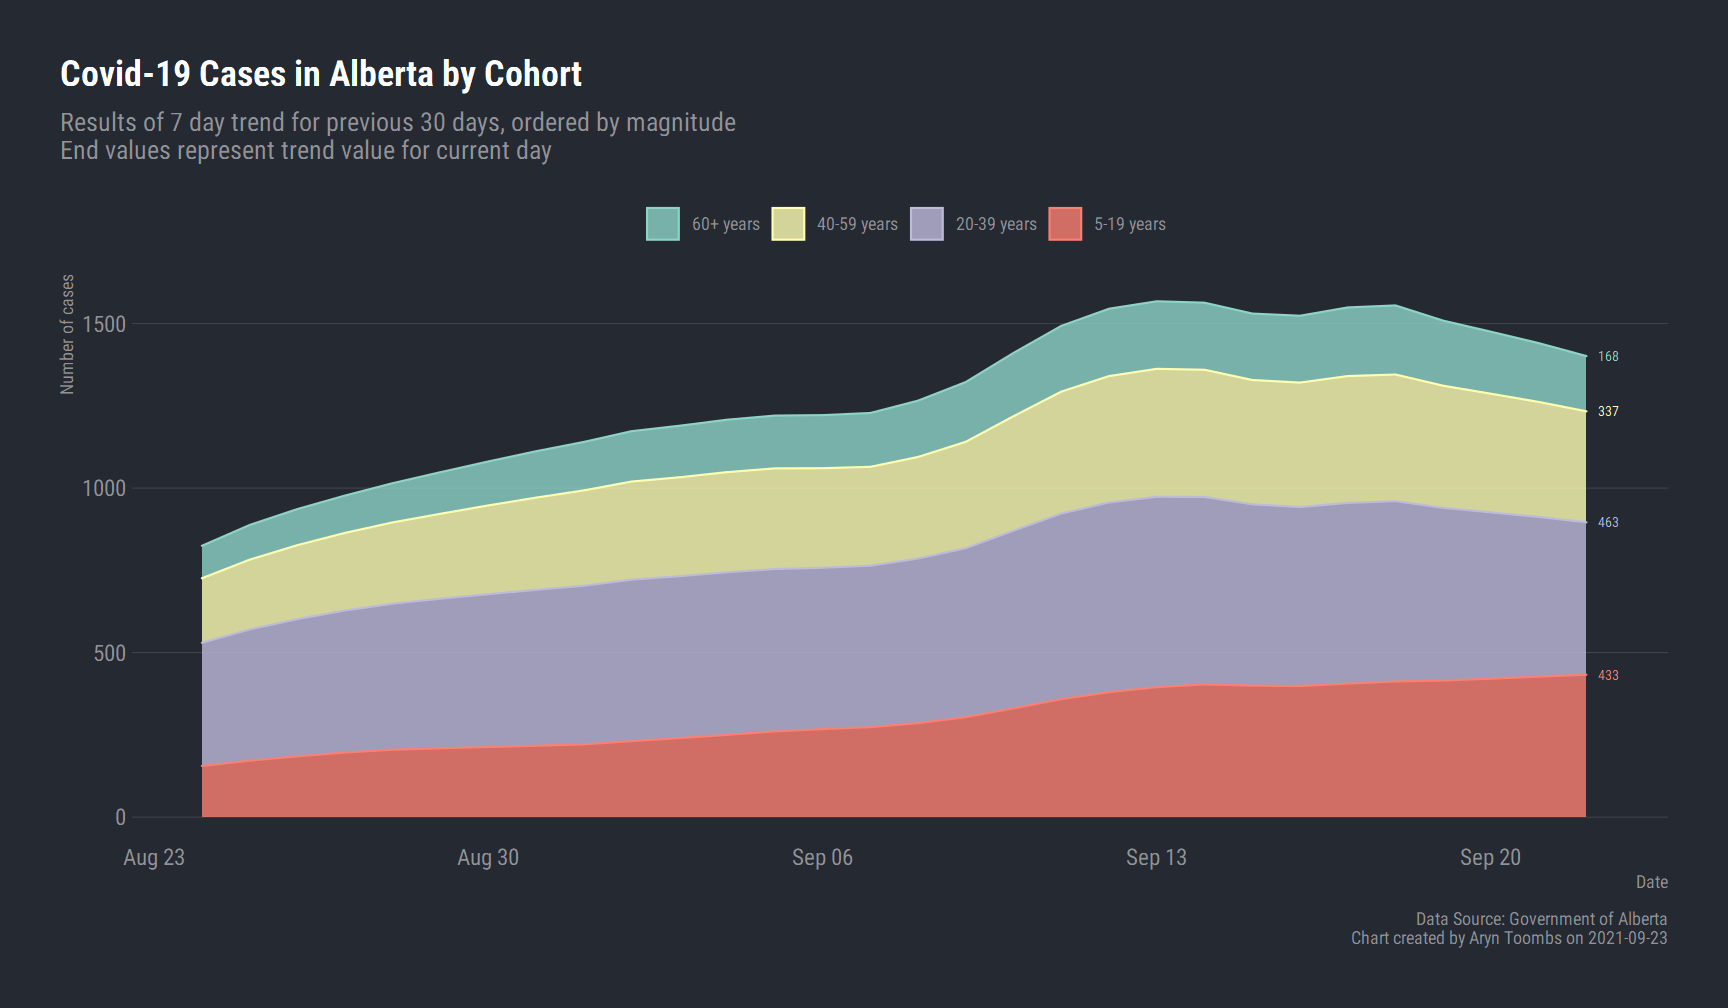 Covid-19 Cases in Alberta by Cohort
Results of 7 day trend for previous 30 days, ordered by magnitude
End values represent trend value for current day
60+ years
40-59 years
20-39 years
5-19 years
Number of cases
1500
1000
500
0
168
337
463
433
Aug 23
Aug 30
Sep 06
Sep 13
Sep 20
Date
Data Source: Government of Alberta
Chart created by Aryn Toombs on 2021-09-23